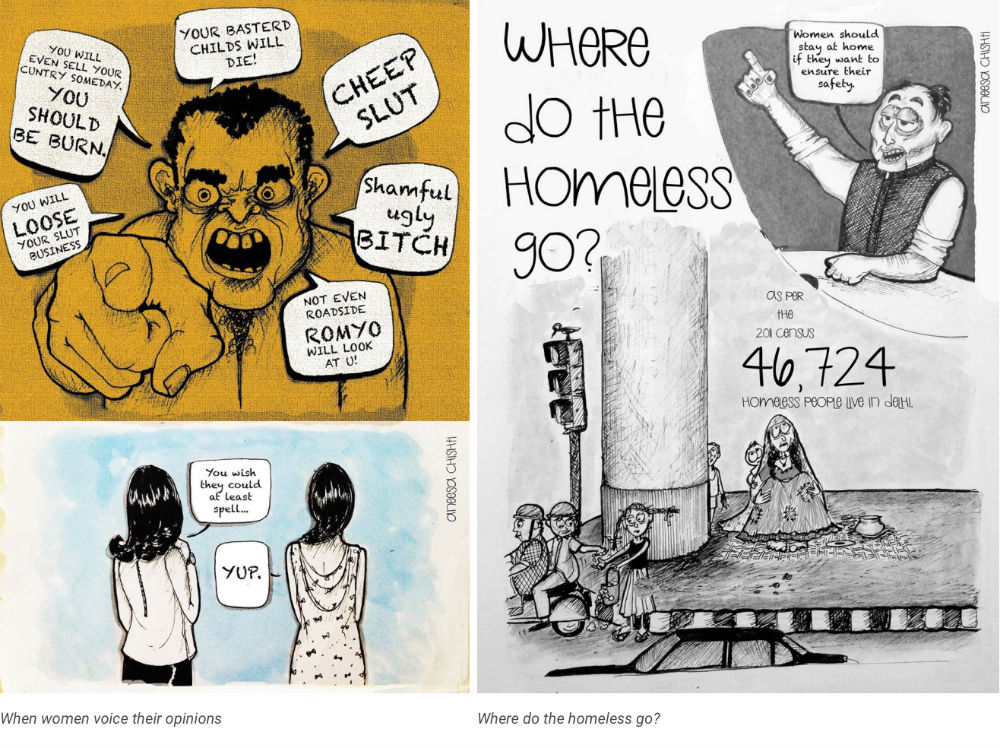 YOUR BASTERD
CHILDS WILL
DIE!
YOU WILL
EVEN SELL YOUR
CUNTRY SOMEDAY.
YOU
SHOULD
BE BURN.
CHEEP
SLUT
YOU WILL
LOOSE
YOUR SLUT
BUSINESS
Shamful
ugly
BITCH
NOT EVEN
ROADSIDE
ROMYO
WILL LOOK
AT U!
You wish
they could
at least
spell...
YUP.
aneesa chishti
When women voice their opinions
WHERE
do THE
HOMELESS
go?
Women should
stay at home
if they want to
ensure their
safety.
aneesa chishti
as per
the
2011 census
46,724
HOMELESS PEOPLE live in delhi.
Where do the homeless go?